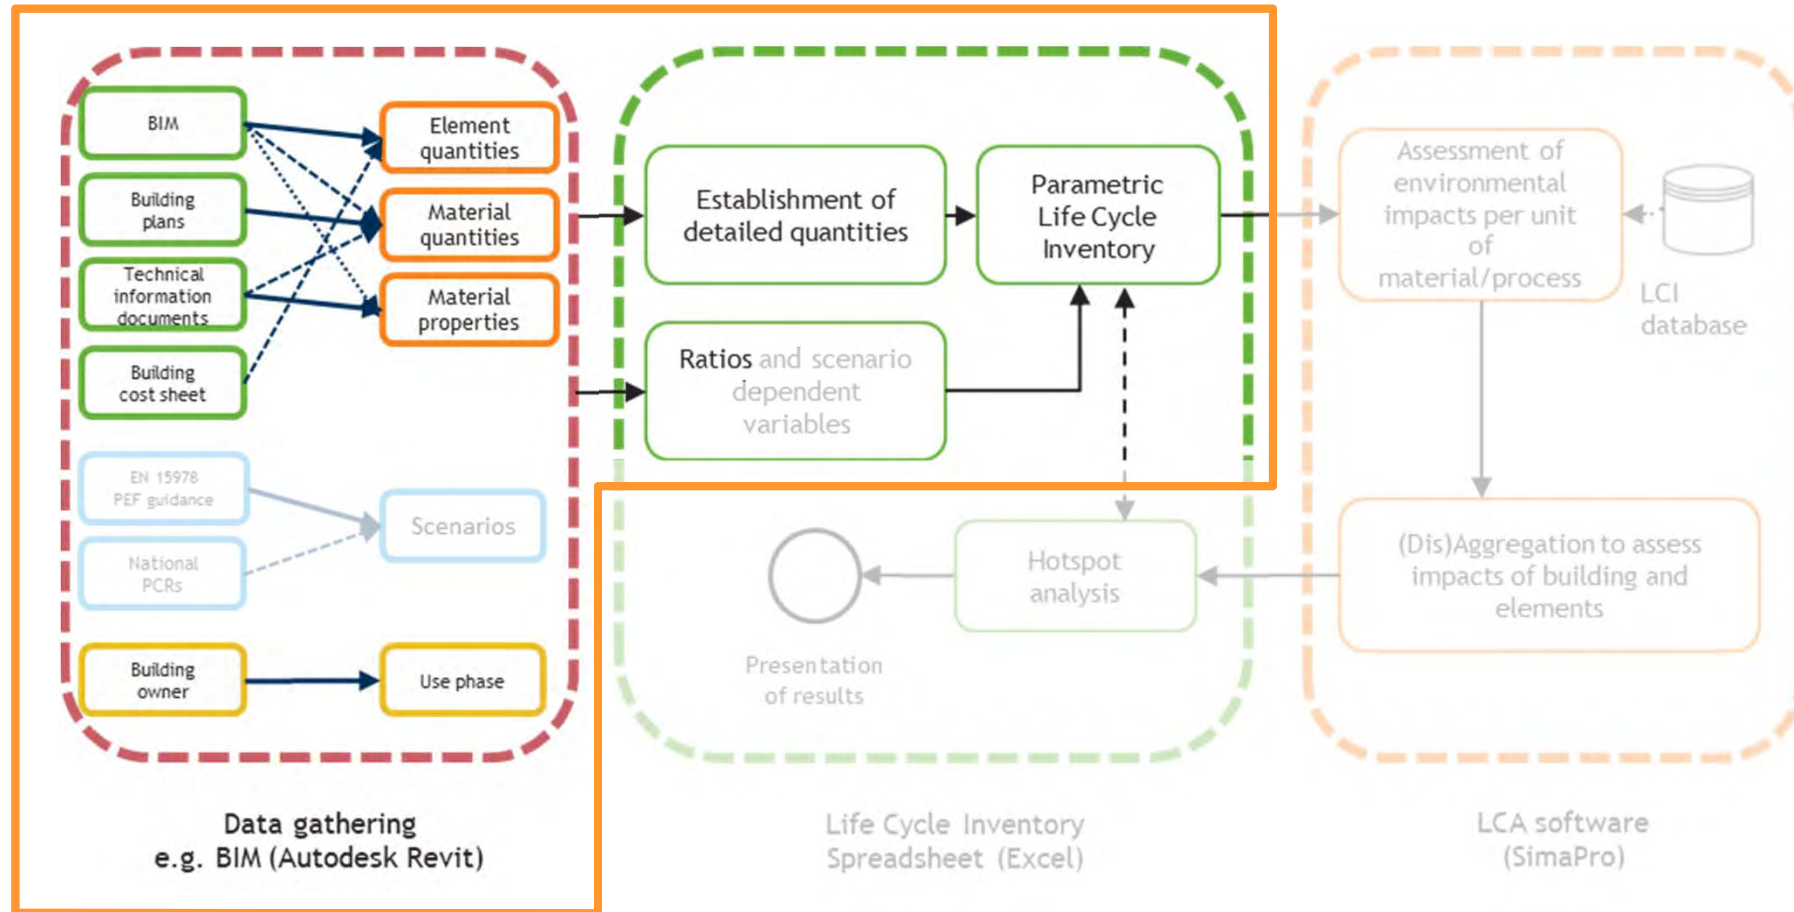 BIM
Building
plans
Technical
information
documents
Building
cost sheet
EN 15978
PEF guidance
National
PCRs
Building
owner
Element
quantities
Material
quantities
Material
properties
Scenarios
Use phase
Data gathering
e.g. BIM (Autodesk Revit)
Establishment of
detailed quantities
Parametric
Life Cycle
Inventory
Ratios and scenario
dependent
variables
Hotspot
analysis
Presentation
of results
Life Cycle Inventory
Spreadsheet (Excel)
Assessment of
environmental
impacts per unit
of
material/process
LCI
database
(Dis)Aggregation to assess
impacts of building and
elements
LCA software
(SimaPro)